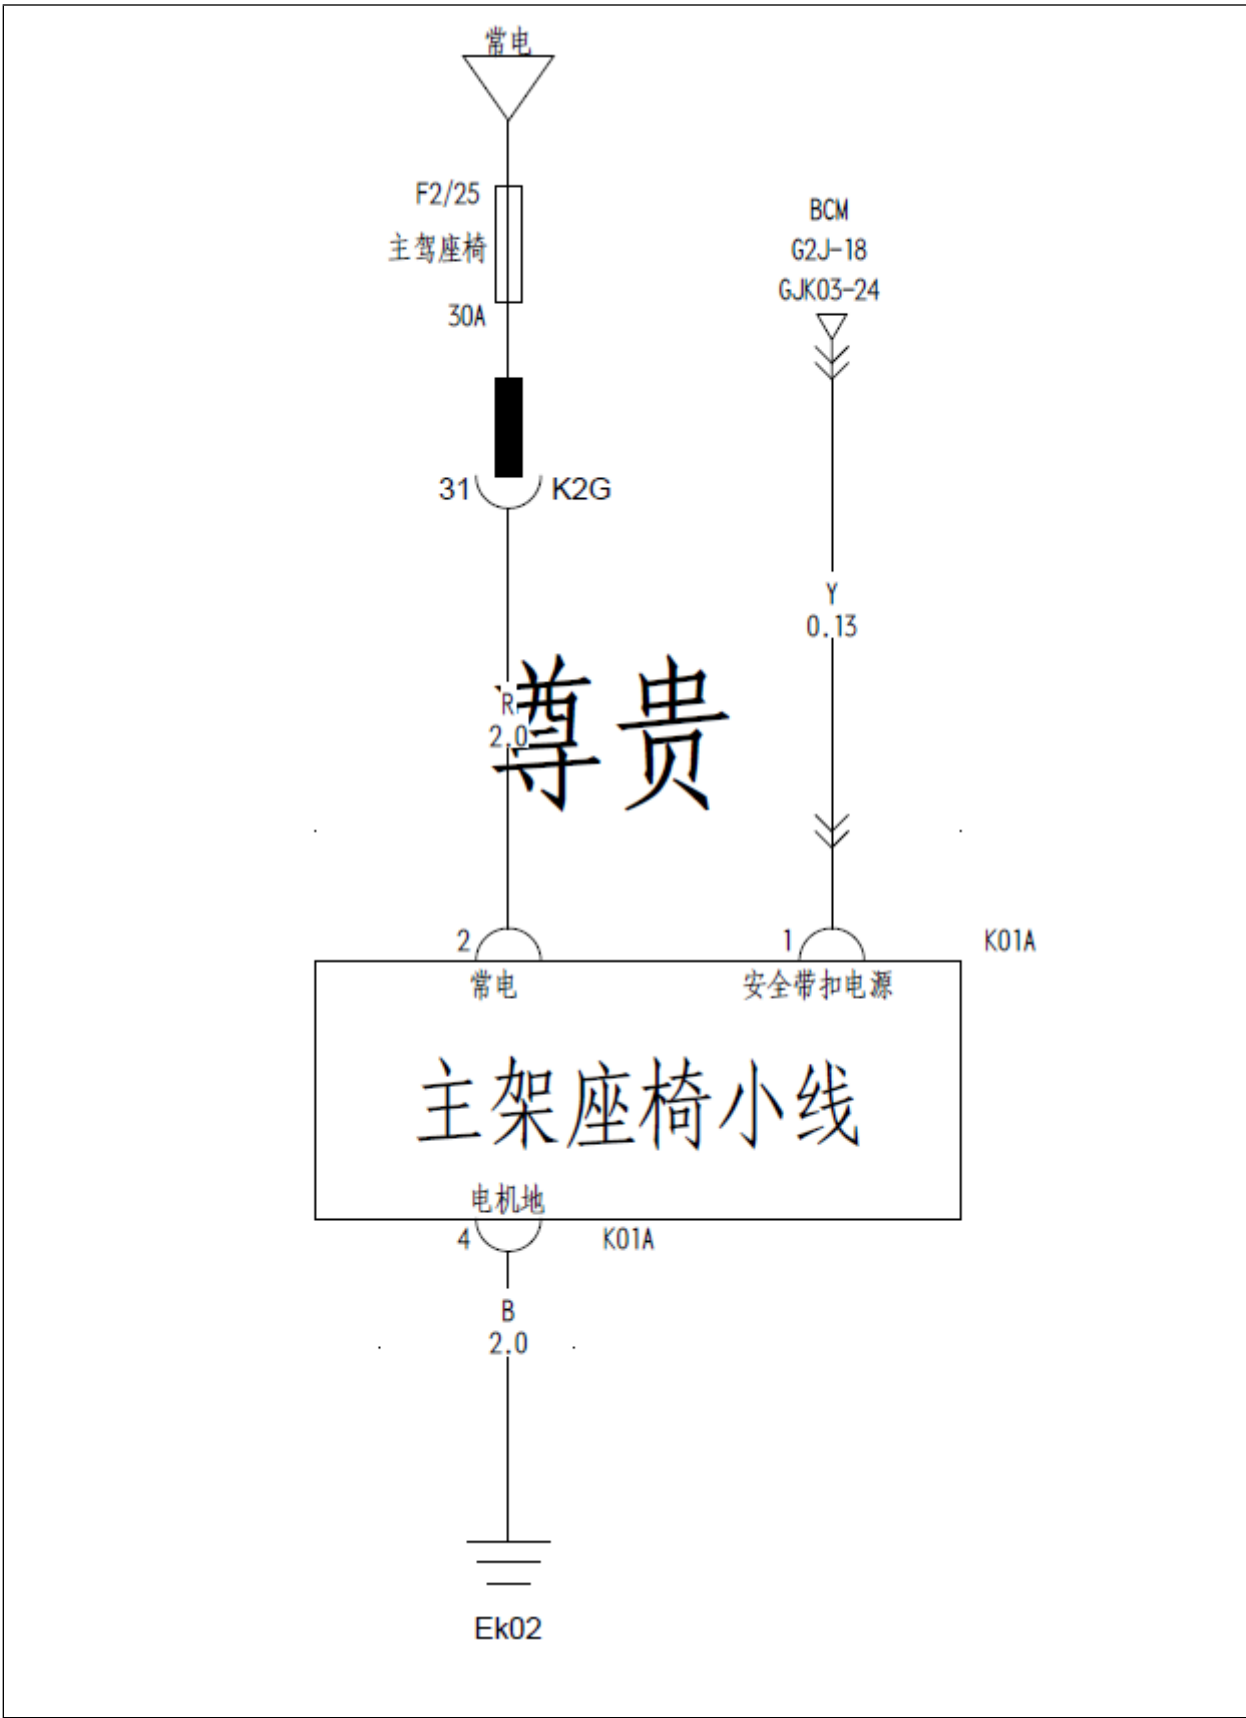 常电
F2/25
主驾座椅
30A
BCM
G2J-18
GJK03-24
31
K2G
Y
0.13
R
2.0
尊贵
2
1
K01A
常电
安全带扣电源
主架座椅小线
电机地
4
K01A
B
2.0
Ek02